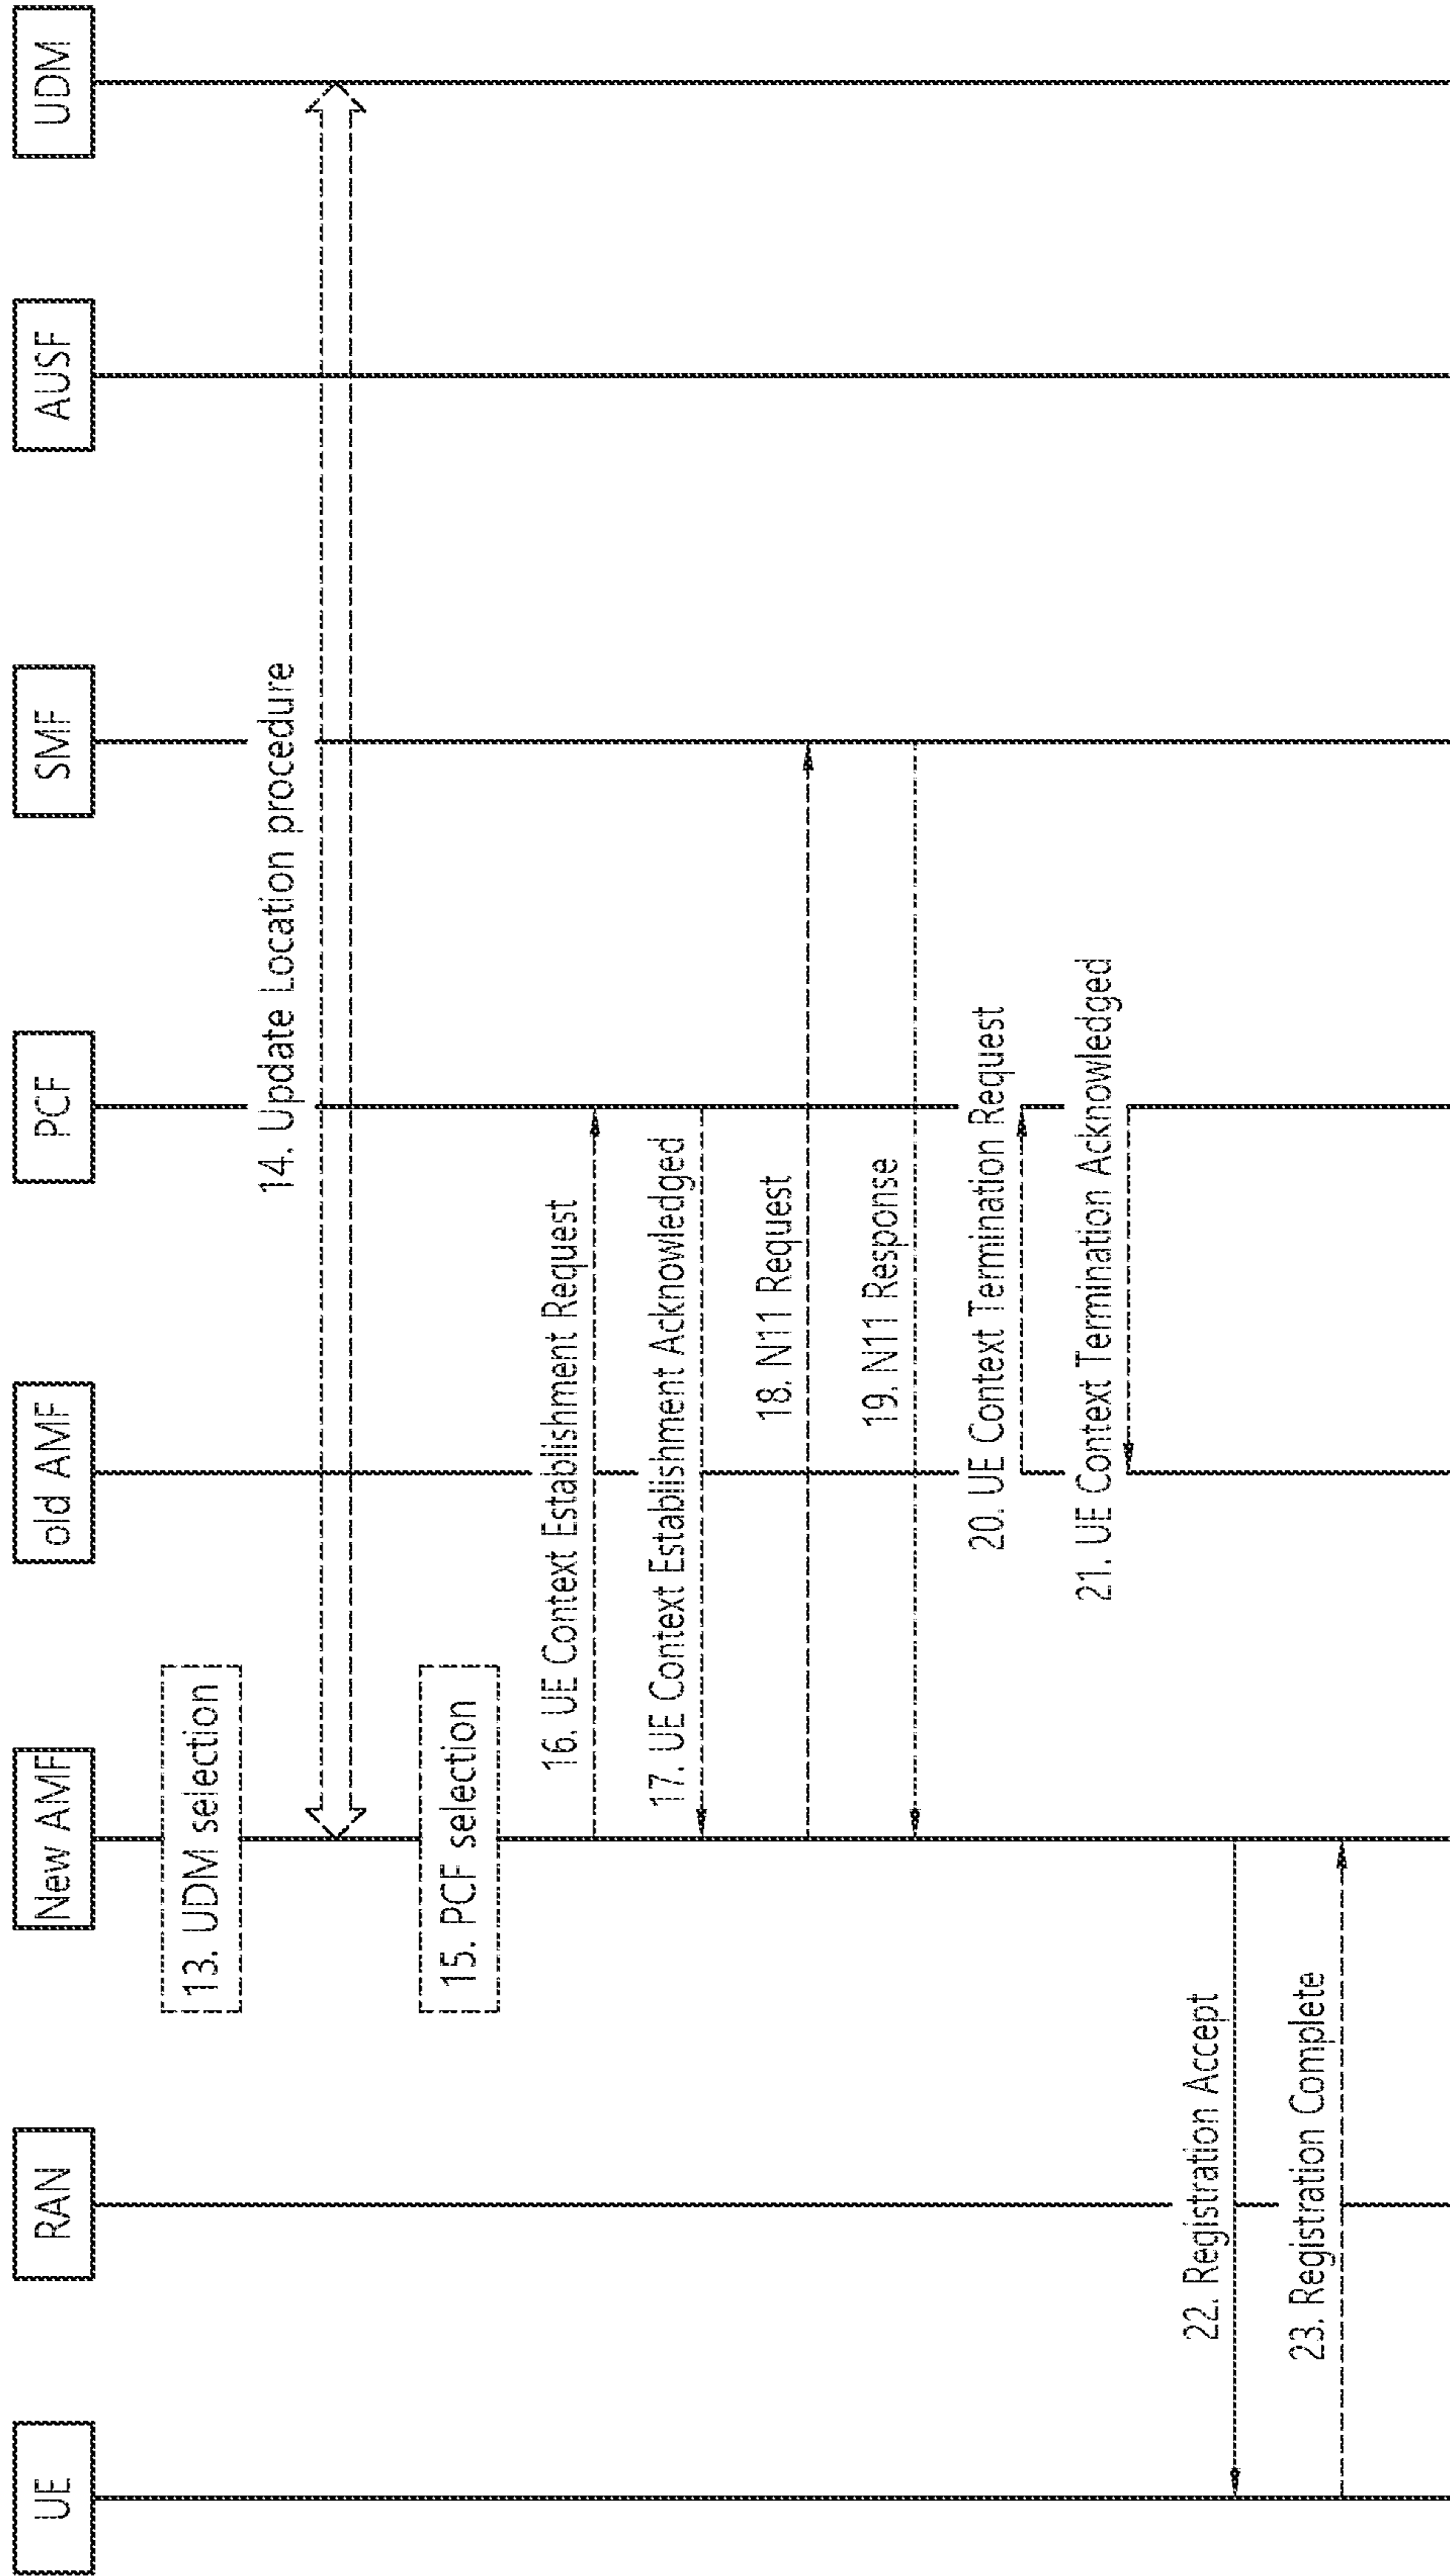 UE
RAN
New AMF
old AMF
PCF
SMF
AUSF
UDM
13. UDM selection
14. Update Location procedure
15. PCF selection
16. UE Context Establishment Request
17. UE Context Establishment Acknowledged
18. N11 Request
19. N11 Response
20. UE Context Termination Request
21. UE Context Termination Acknowledged
22. Registration Accept
23. Registration Complete